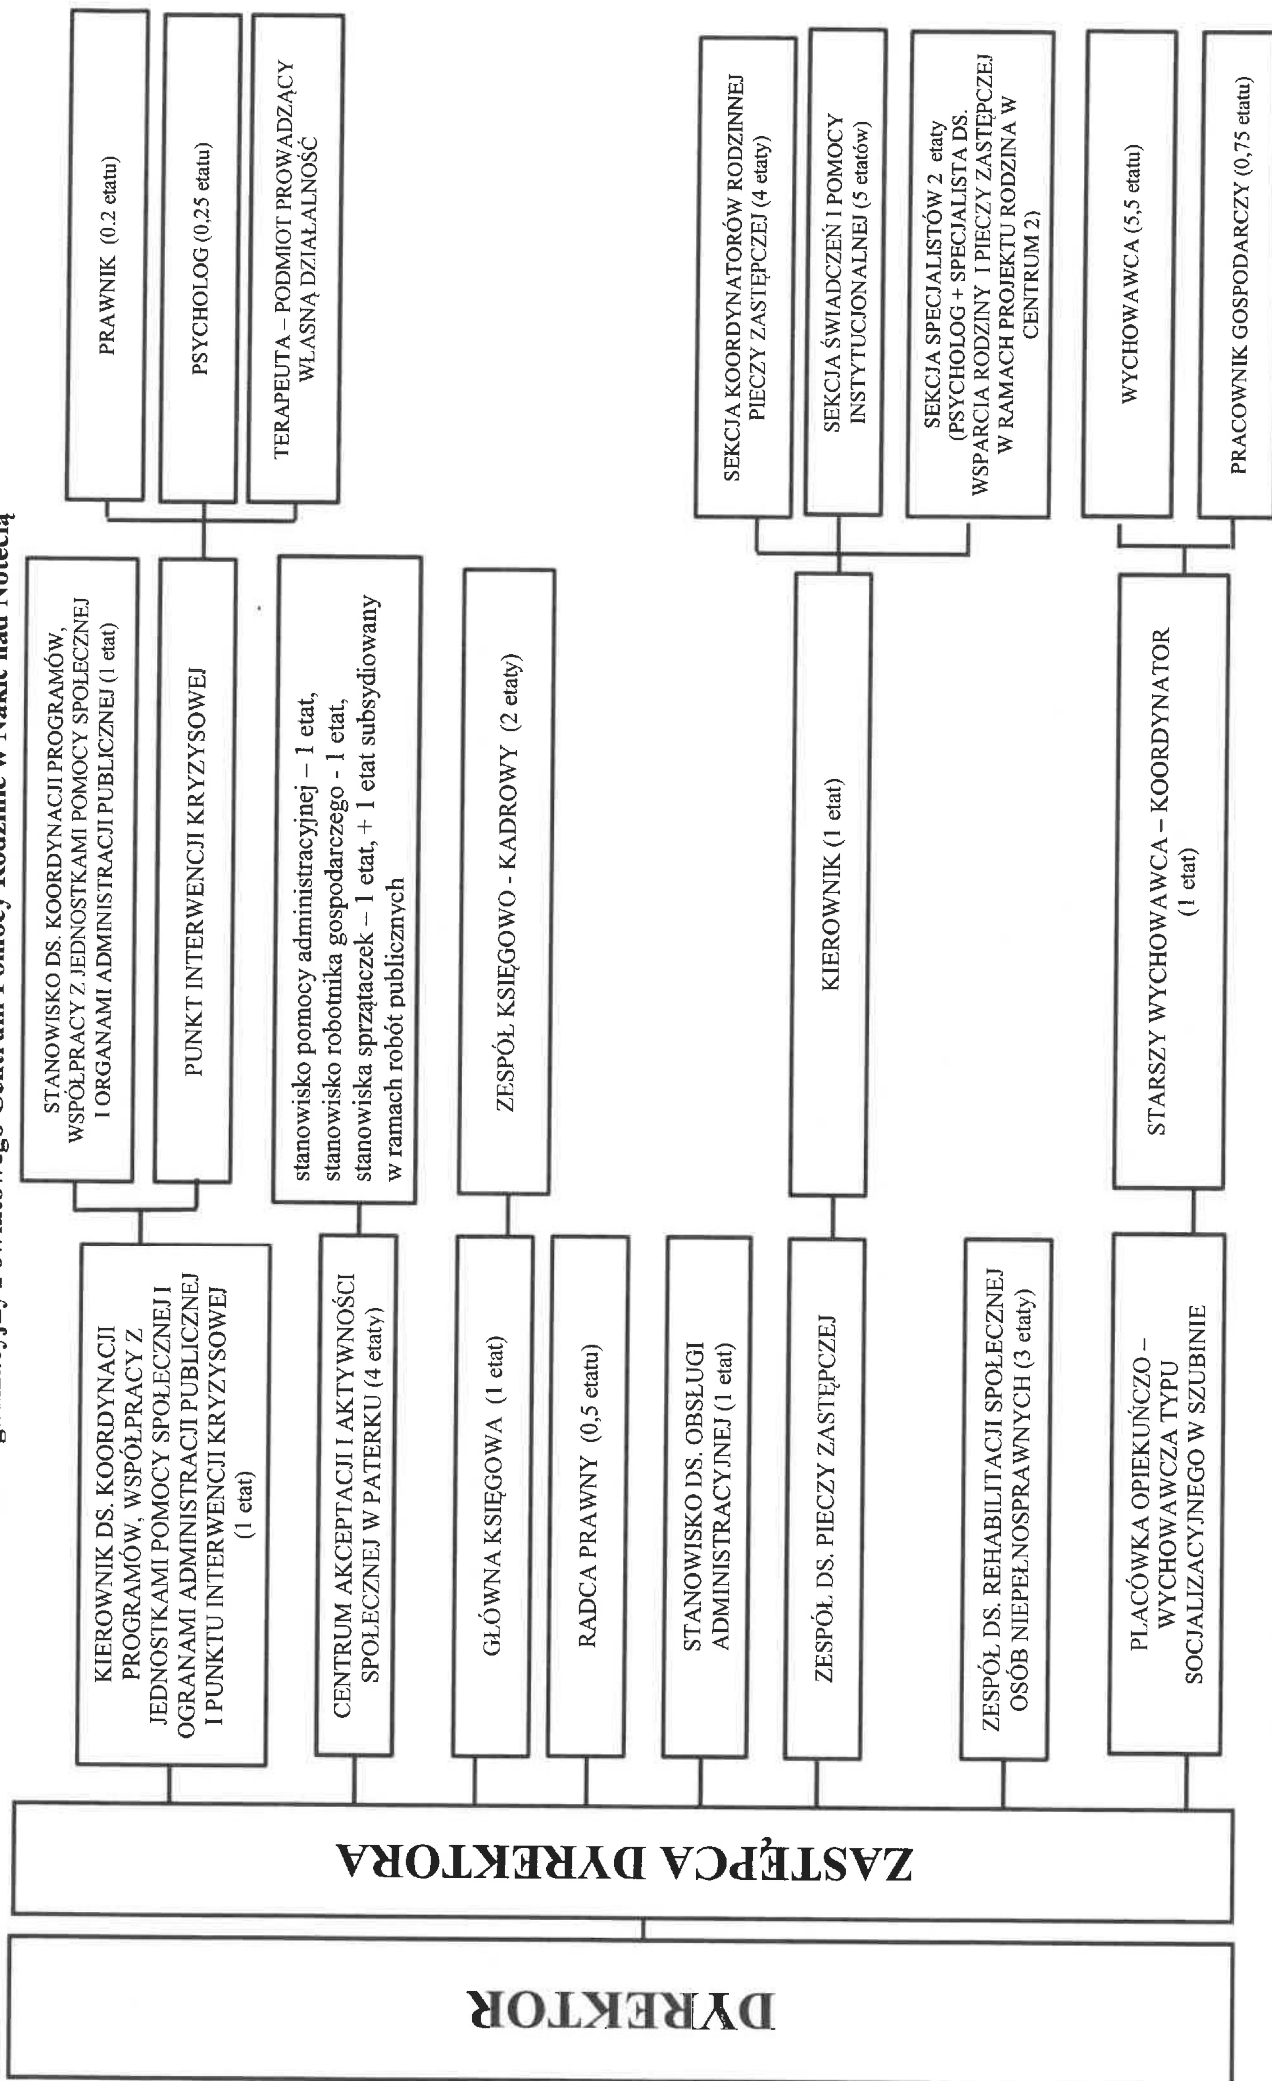 Powiatowego Centrum Pomocy Rodzinie w Nakle nad Notecią
DYREKTOR
ZASTĘPCA DYREKTORA
KIEROWNIK DS. KOORDYNACJI
PROGRAMÓW, WSPÓŁPRACY Z
JEDNOSTKAMI POMOCY SPOŁECZNEJ I
OGRANAMI ADMINISTRACJI PUBLICZNEJ
I PUNKTU INTERWENCJI KRYZYSOWEJ
(1 etat)
STANOWISKO DS. KOORDYNACJI PROGRAMÓW,
WSPÓŁPRACY Z JEDNOSTKAMI POMOCY SPOŁECZNEJ
I ORGANAMI ADMINISTRACJI PUBLICZNEJ (1 etat)
PUNKT INTERWENCJI KRYZYSOWEJ
PRAWNIK (0.2 etatu)
PSYCHOLOG (0,25 etatu)
TERAPEUTA – PODMIOT PROWADZĄCY
WŁASNĄ DZIAŁALNOŚĆ
CENTRUM AKCEPTACJI I AKTYWNOŚCI
SPOŁECZNEJ W PATERKU (4 etaty)
stanowisko pomocy administracyjnej – 1 etat,
stanowisko robotnika gospodarczego - 1 etat,
stanowiska sprzątaczek – 1 etat, + 1 etat subsydiowany
w ramach robót publicznych
GŁÓWNA KSIĘGOWA (1 etat)
ZESPÓŁ KSIĘGOWO - KADROWY (2 etaty)
RADCA PRAWNY (0,5 etatu)
STANOWISKO DS. OBSŁUGI
ADMINISTRACYJNEJ (1 etat)
ZESPÓŁ DS. PIECZY ZASTĘPCZEJ
KIEROWNIK (1 etat)
SEKCJA KOORDYNATORÓW RODZINNEJ
PIECZY ZASTĘPCZEJ (4 etaty)
SEKCJA ŚWIADCZEŃ I POMOCY
INSTYTUCJONALNEJ (5 etatów)
SEKCJA SPECJALISTÓW 2 etaty
(PSYCHOLOG + SPECJALISTA DS.
WSPARCIA RODZINY I PIECZY ZASTĘPCZEJ
W RAMACH PROJEKTU RODZINA W
CENTRUM 2)
ZESPÓŁ DS. REHABILITACJI SPOŁECZNEJ
OSÓB NIEPEŁNOSPRAWNYCH (3 etaty)
PLACÓWKA OPIEKUŃCZO –
WYCHOWAWCZA TYPU
SOCJALIZACYJNEGO W SZUBINIE
STARSZY WYCHOWAWCA – KOORDYNATOR
(1 etat)
WYCHOWAWCA (5,5 etatu)
PRACOWNIK GOSPODARCZY (0,75 etatu)